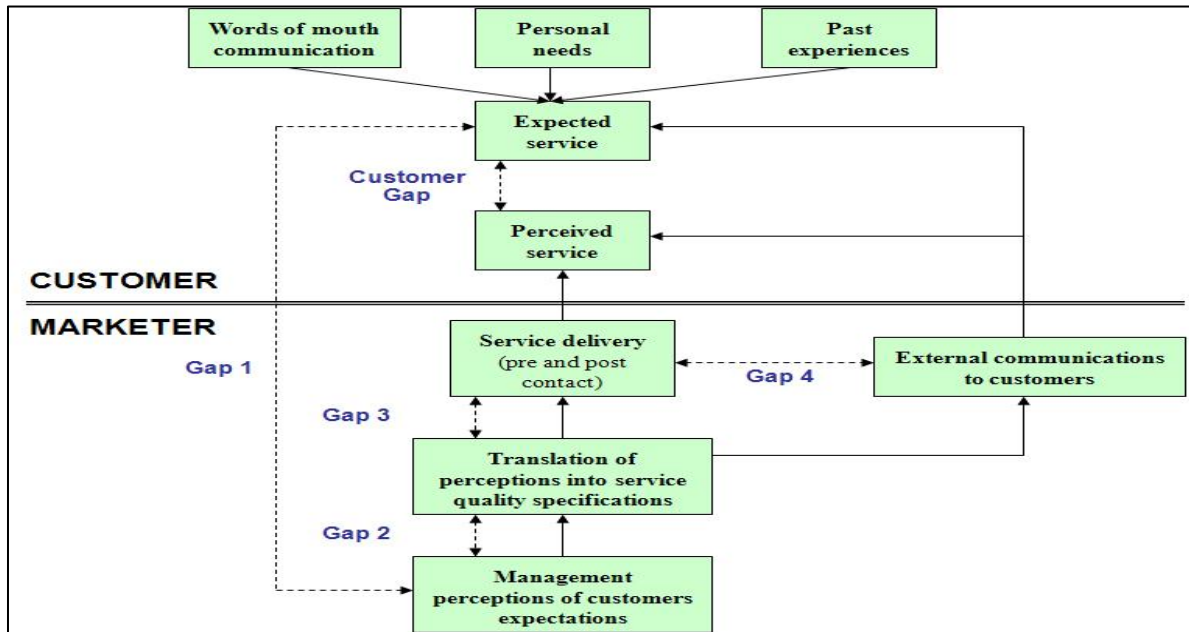 Words of mouth
communication
Personal
needs
Past
experiences
Expected
service
Customer
Gap
Perceived
service
CUSTOMER
MARKETER
Service delivery
(pre and post
contact)
Gap 1
Gap 4
External communications
to customers
Gap 3
Translation of
perceptions into service
quality specifications
Gap 2
Management
perceptions of customers
expectations